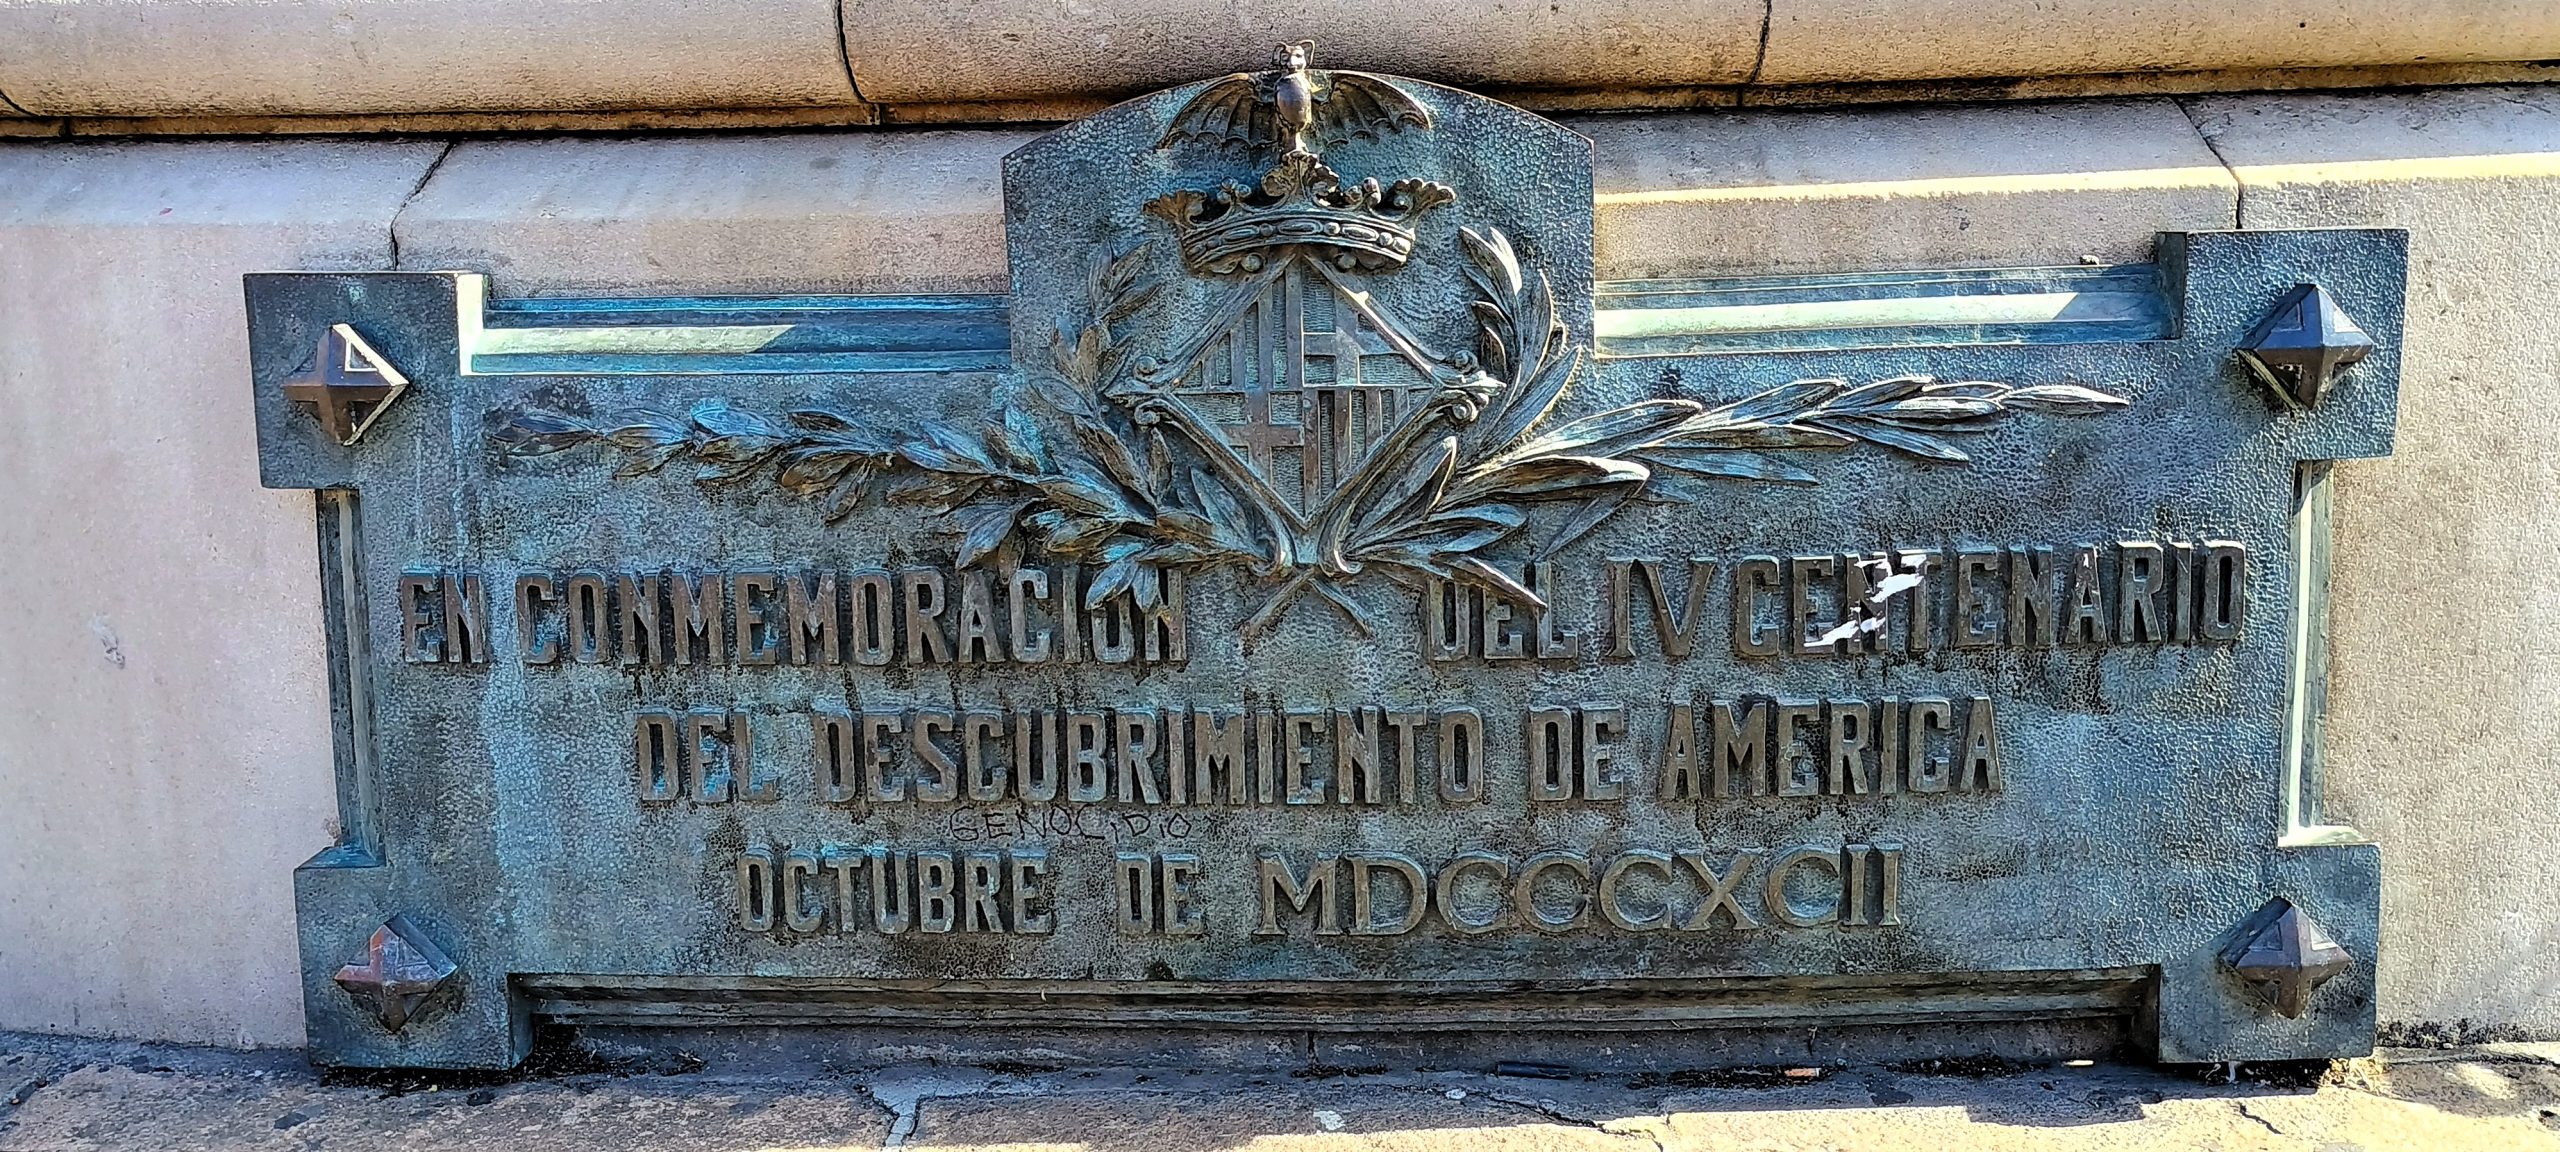 EN CONMEMORACION DEL IV CENTENARIO
DEL DESCUBRIMIENTO DE AMERICA
GENOCIDIO
OCTUBRE DE MDCCCXCII